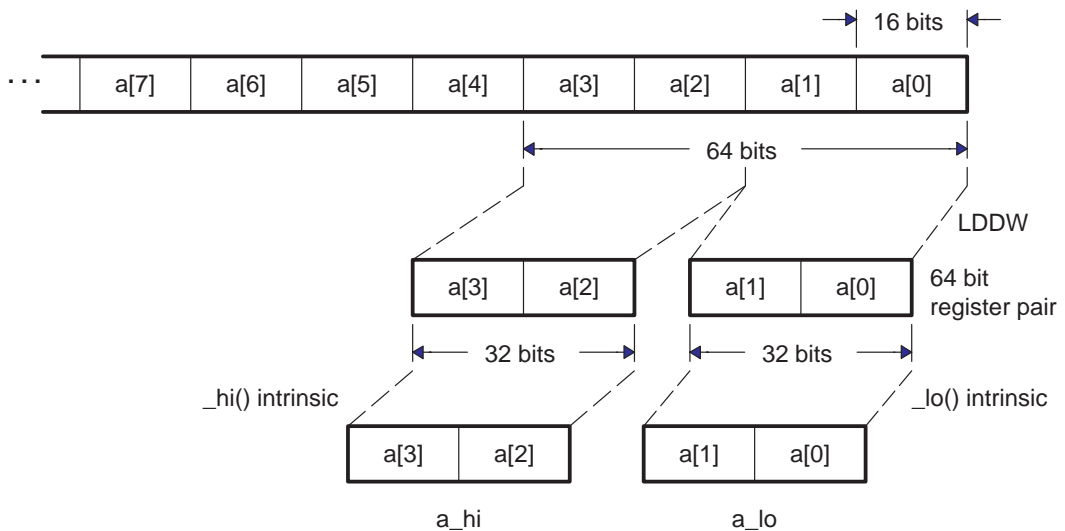 16 bits
... a[7] a[6] a[5] a[4] a[3] a[2] a[1] a[0]
64 bits
LDDW
a[3] a[2] a[1] a[0]
64 bit
register pair
32 bits 32 bits
_hi() intrinsic _lo() intrinsic
a[3] a[2] a[1] a[0]
a_hi a_lo